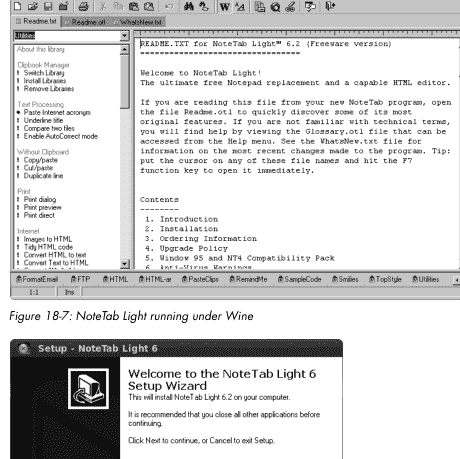 Readme.txt Readme.otl WhatsNew.txt
Utilities
About this library
Clipbook Manager
Switch Library
Install Libraries
Remove Libraries
Text Processing
Paste Internet acronym
Underline title
Compare two files
Enable AutoCorrect mode
Without Clipboard
Copy/paste
Cut/paste
Duplicate line
Print
Print dialog
Print preview
Print direct
Internet
Images to HTML
Tidy HTML code
Convert HTML to text
Convert Text to HTML
README.TXT for NoteTab Light™ 6.2 (Freeware version)
================================
Welcome to NoteTab Light!
The ultimate free Notepad replacement and a capable HTML editor.
If you are reading this file from your new NoteTab program, open
the file Readme.otl to quickly discover some of its most
original features. If you are not familiar with technical terms,
you will find help by viewing the Glossary.otl file that can be
accessed from the Help menu. See the WhatsNew.txt file for
information on the most recent changes made to the program. Tip:
put the cursor on any of these file names and hit the F7
function key to open it immediately.
Contents
--------
1. Introduction
2. Installation
3. Ordering Information
4. Upgrade Policy
5. Window 95 and NT4 Compatibility Pack
6. Anti-Virus Warnings
FormatEmail FTP HTML HTML-ar PasteClips RemindMe SampleCode Smilies TopStyle Utilities
1:1 Ins
Figure 18-7: NoteTab Light running under Wine
Setup - NoteTab Light 6
Welcome to the NoteTab Light 6
Setup Wizard
This will install NoteTab Light 6.2 on your computer.
It is recommended that you close all other applications before
continuing.
Click Next to continue, or Cancel to exit Setup.